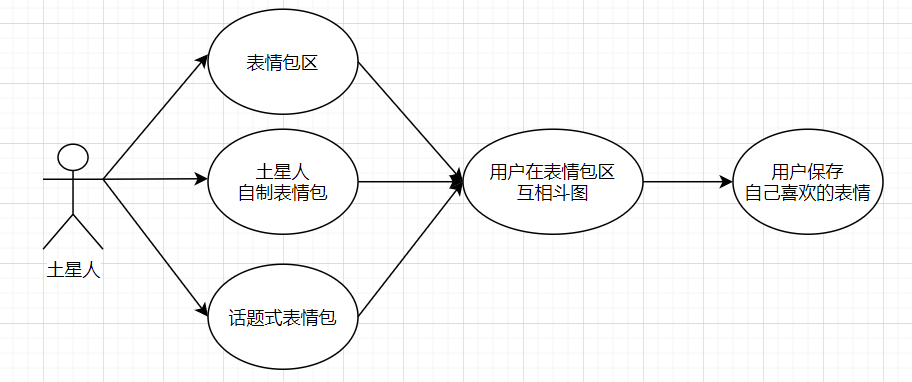 表情包区
土星人
自制表情包
用户在表情包区
互相斗图
用户保存
自己喜欢的表情
土星人
话题式表情包